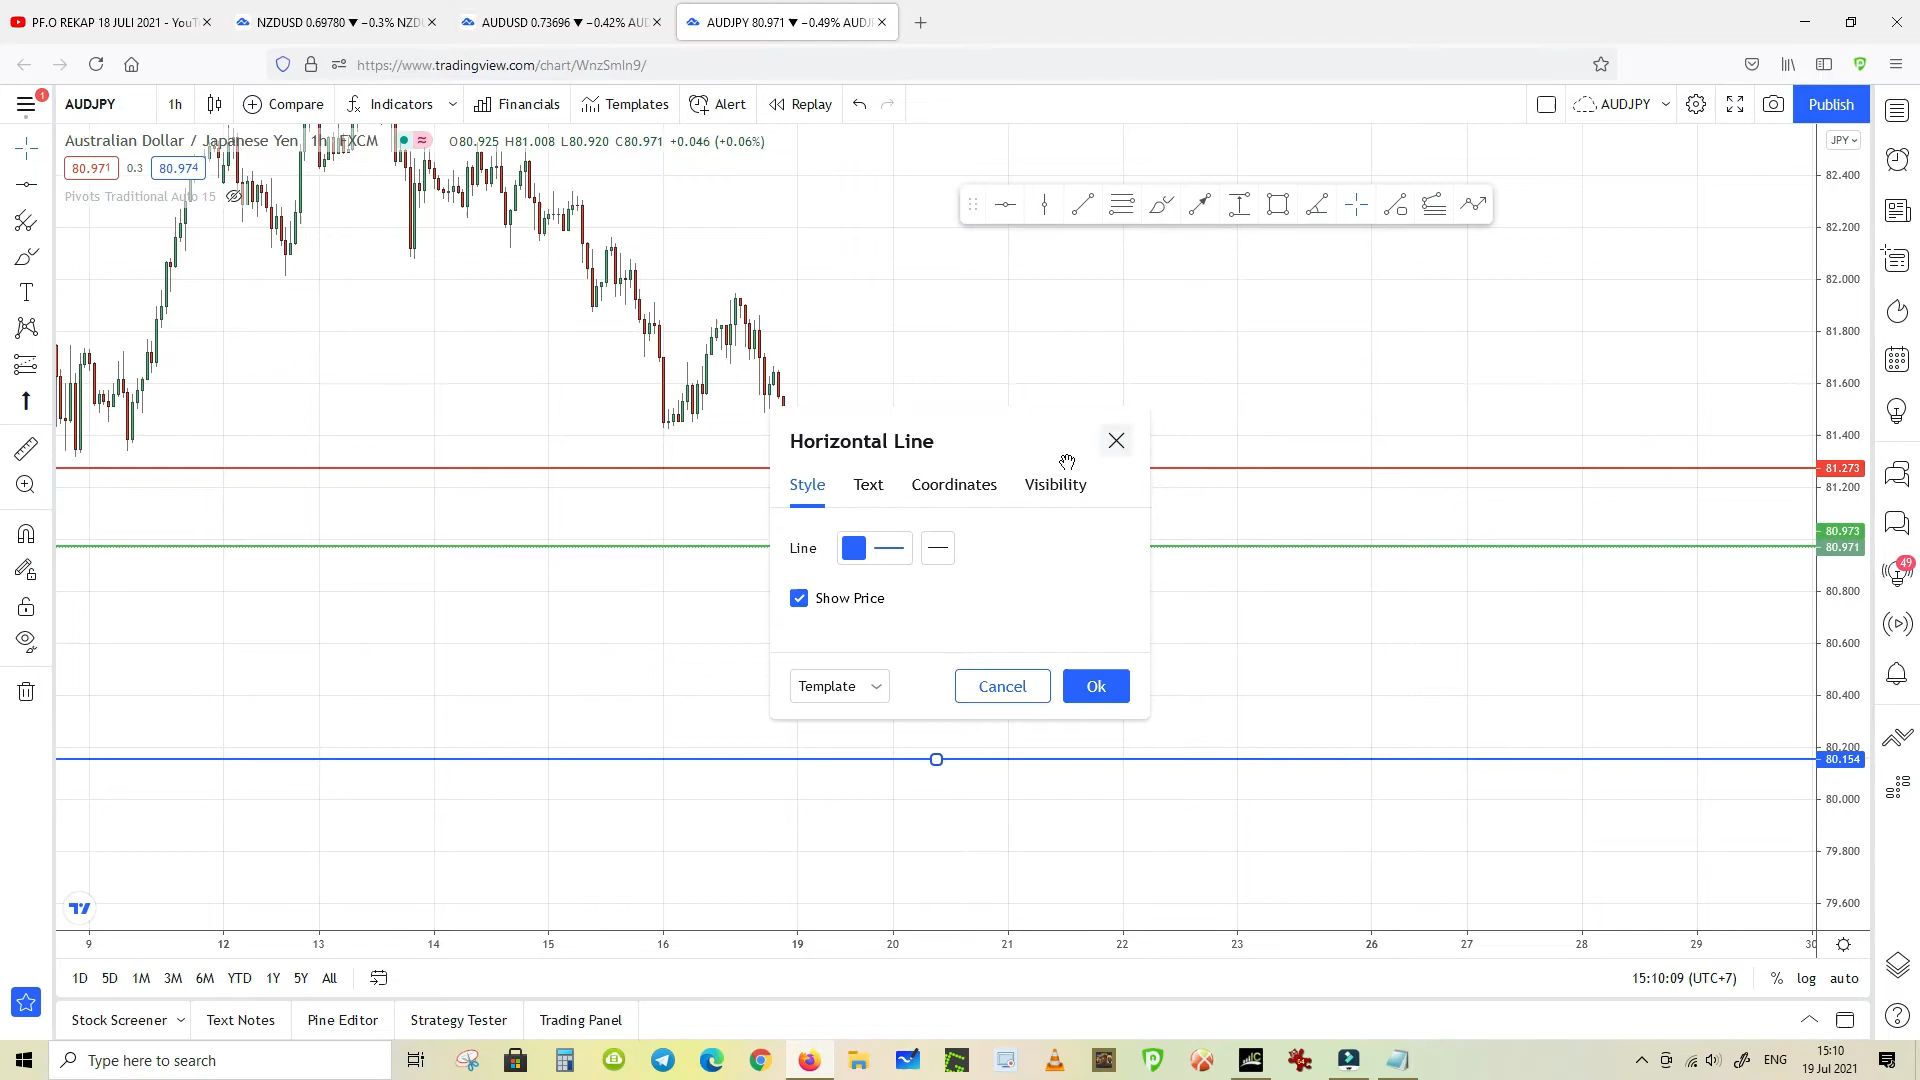 PF.O REKAP 18 JULI 2021 - YouT
NZDUSD 0.69780 ▼ −0.3% NZD
AUDUSD 0.73696 ▼ −0.42% AUD
AUDJPY 80.971 ▼ −0.49% AUDJ
https://www.tradingview.com/chart/WnzSmIn9/
1
AUDJPY 1h Compare Indicators Financials Templates Alert Replay AUDJPY Publish
Australian Dollar / Japanese Yen 1h FXCM O80.925 H81.008 L80.920 C80.971 +0.046 (+0.06%)
JPY
80.971 0.3 80.974
Pivots Traditional Auto 15
82.400
82.200
82.000
81.800
81.600
81.400
81.273
81.200
80.973
80.971
80.800
80.600
80.400
80.200
80.154
80.000
79.800
79.600
49
Horizontal Line
Style Text Coordinates Visibility
Line
Show Price
Template Cancel Ok
9 12 13 14 15 16 19 20 21 22 23 26 27 28 29 30
1D 5D 1M 3M 6M YTD 1Y 5Y All 15:10:09 (UTC+7) % log auto
Stock Screener Text Notes Pine Editor Strategy Tester Trading Panel
Type here to search
ENG
15:10
19 Jul 2021